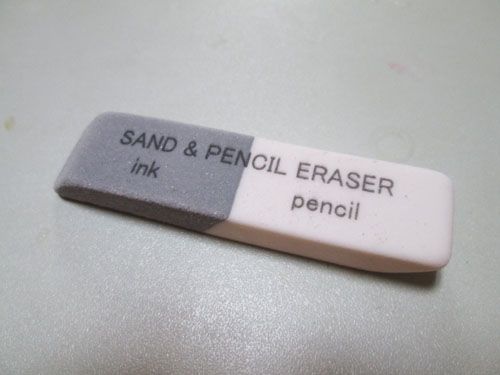 SAND & PENCIL ERASER
ink
pencil